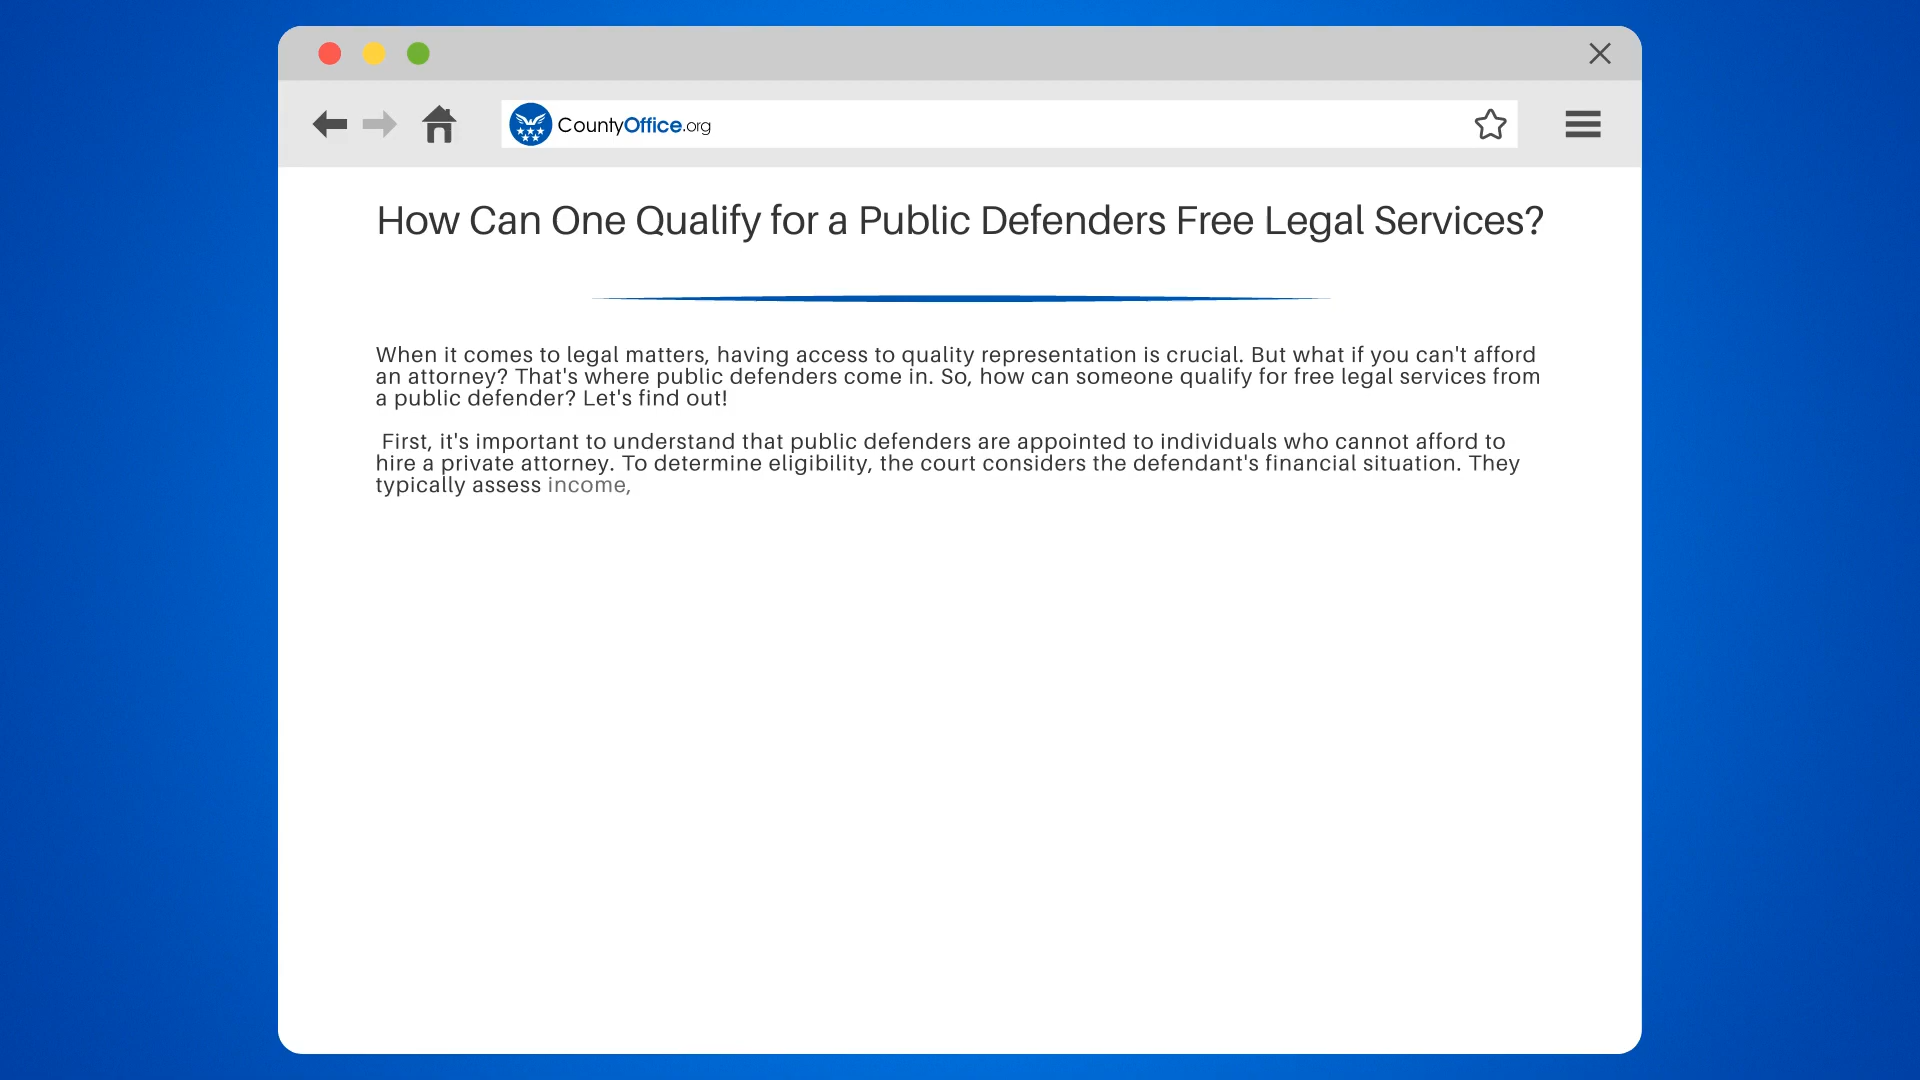 CountyOffice.org
How Can One Qualify for a Public Defenders Free Legal Services?
When it comes to legal matters, having access to quality representation is crucial. But what if you can't afford
an attorney? That's where public defenders come in. So, how can someone qualify for free legal services from
a public defender? Let's find out!
First, it's important to understand that public defenders are appointed to individuals who cannot afford to
hire a private attorney. To determine eligibility, the court considers the defendant's financial situation. They
typically assess income,